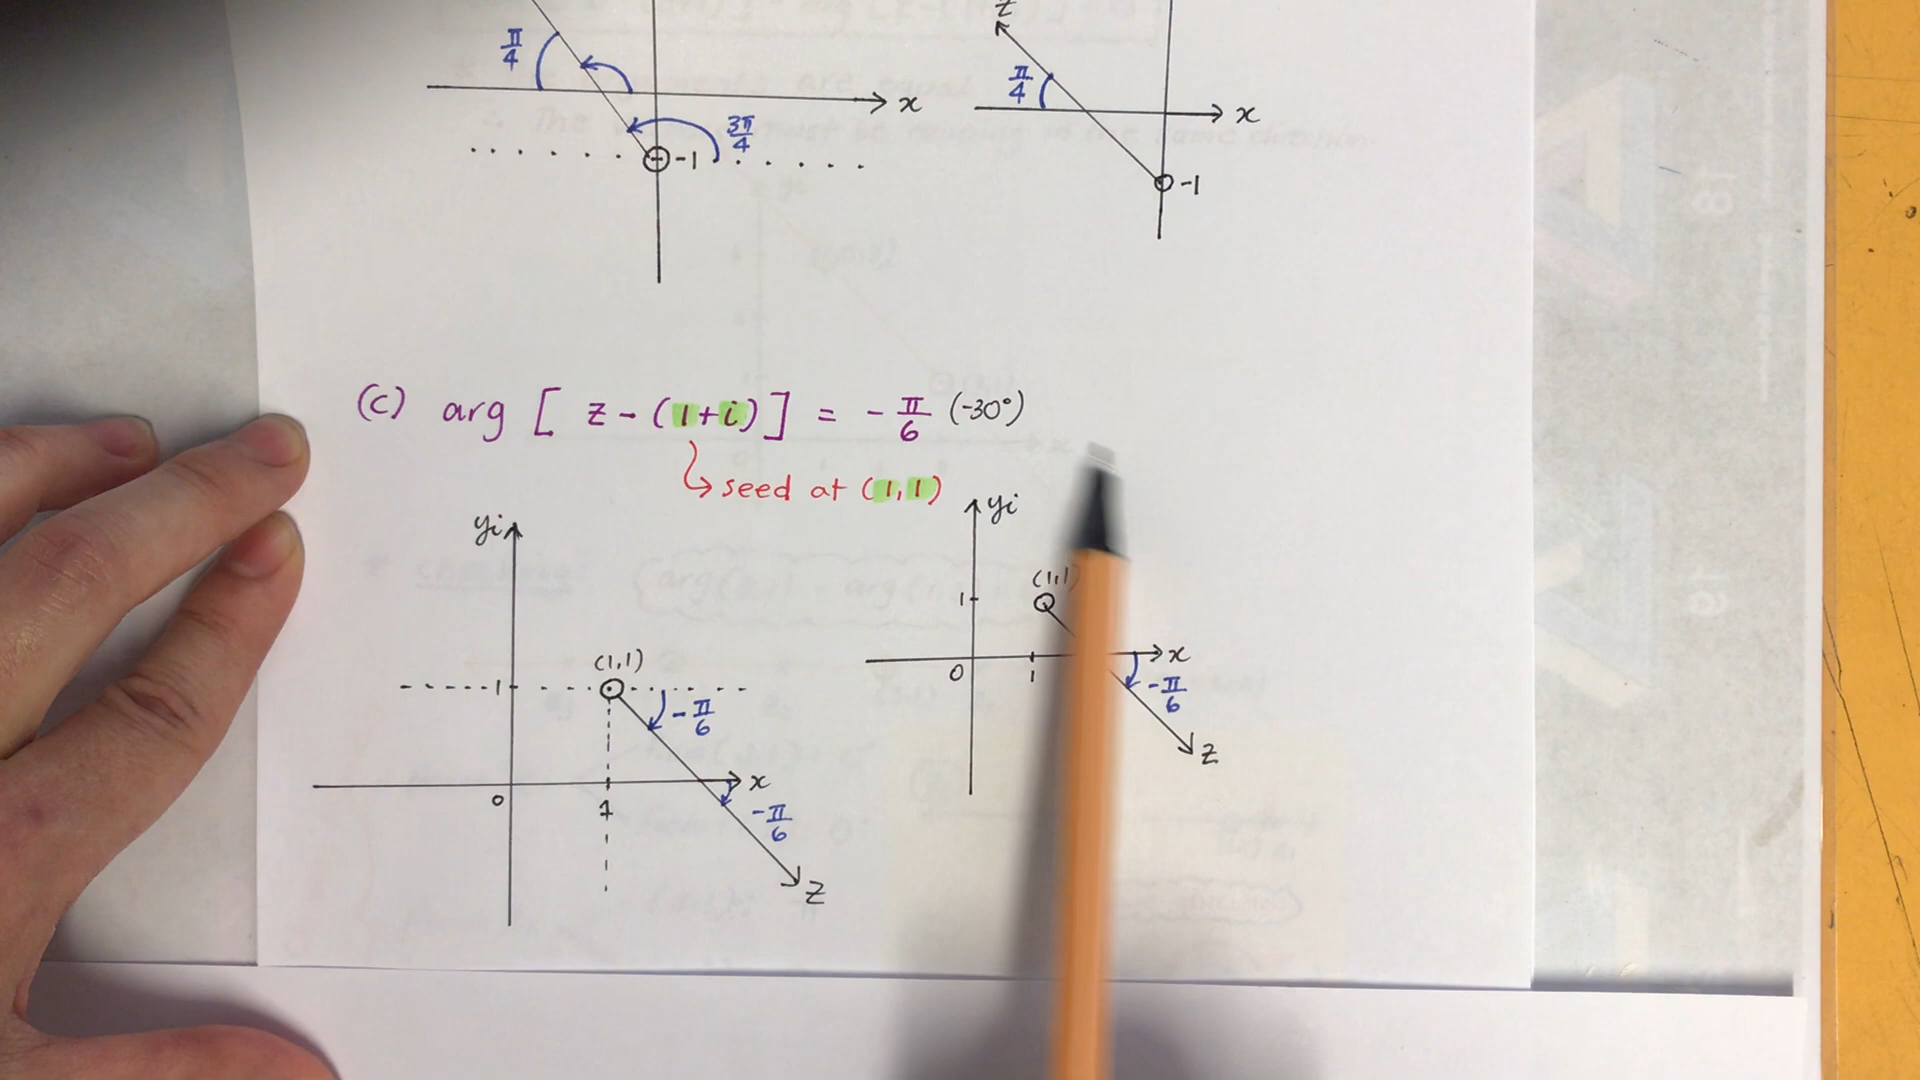 z
π/4
x
3π/4
-1
π/4
x
-1
(c) arg [ z - (1+i) ] = - π/6 (-30°)
seed at (1,1)
yi
(1,1)
1
- π/6
x
0
1
- π/6
z
yi
(1,1)
1
x
0
1
- π/6
z